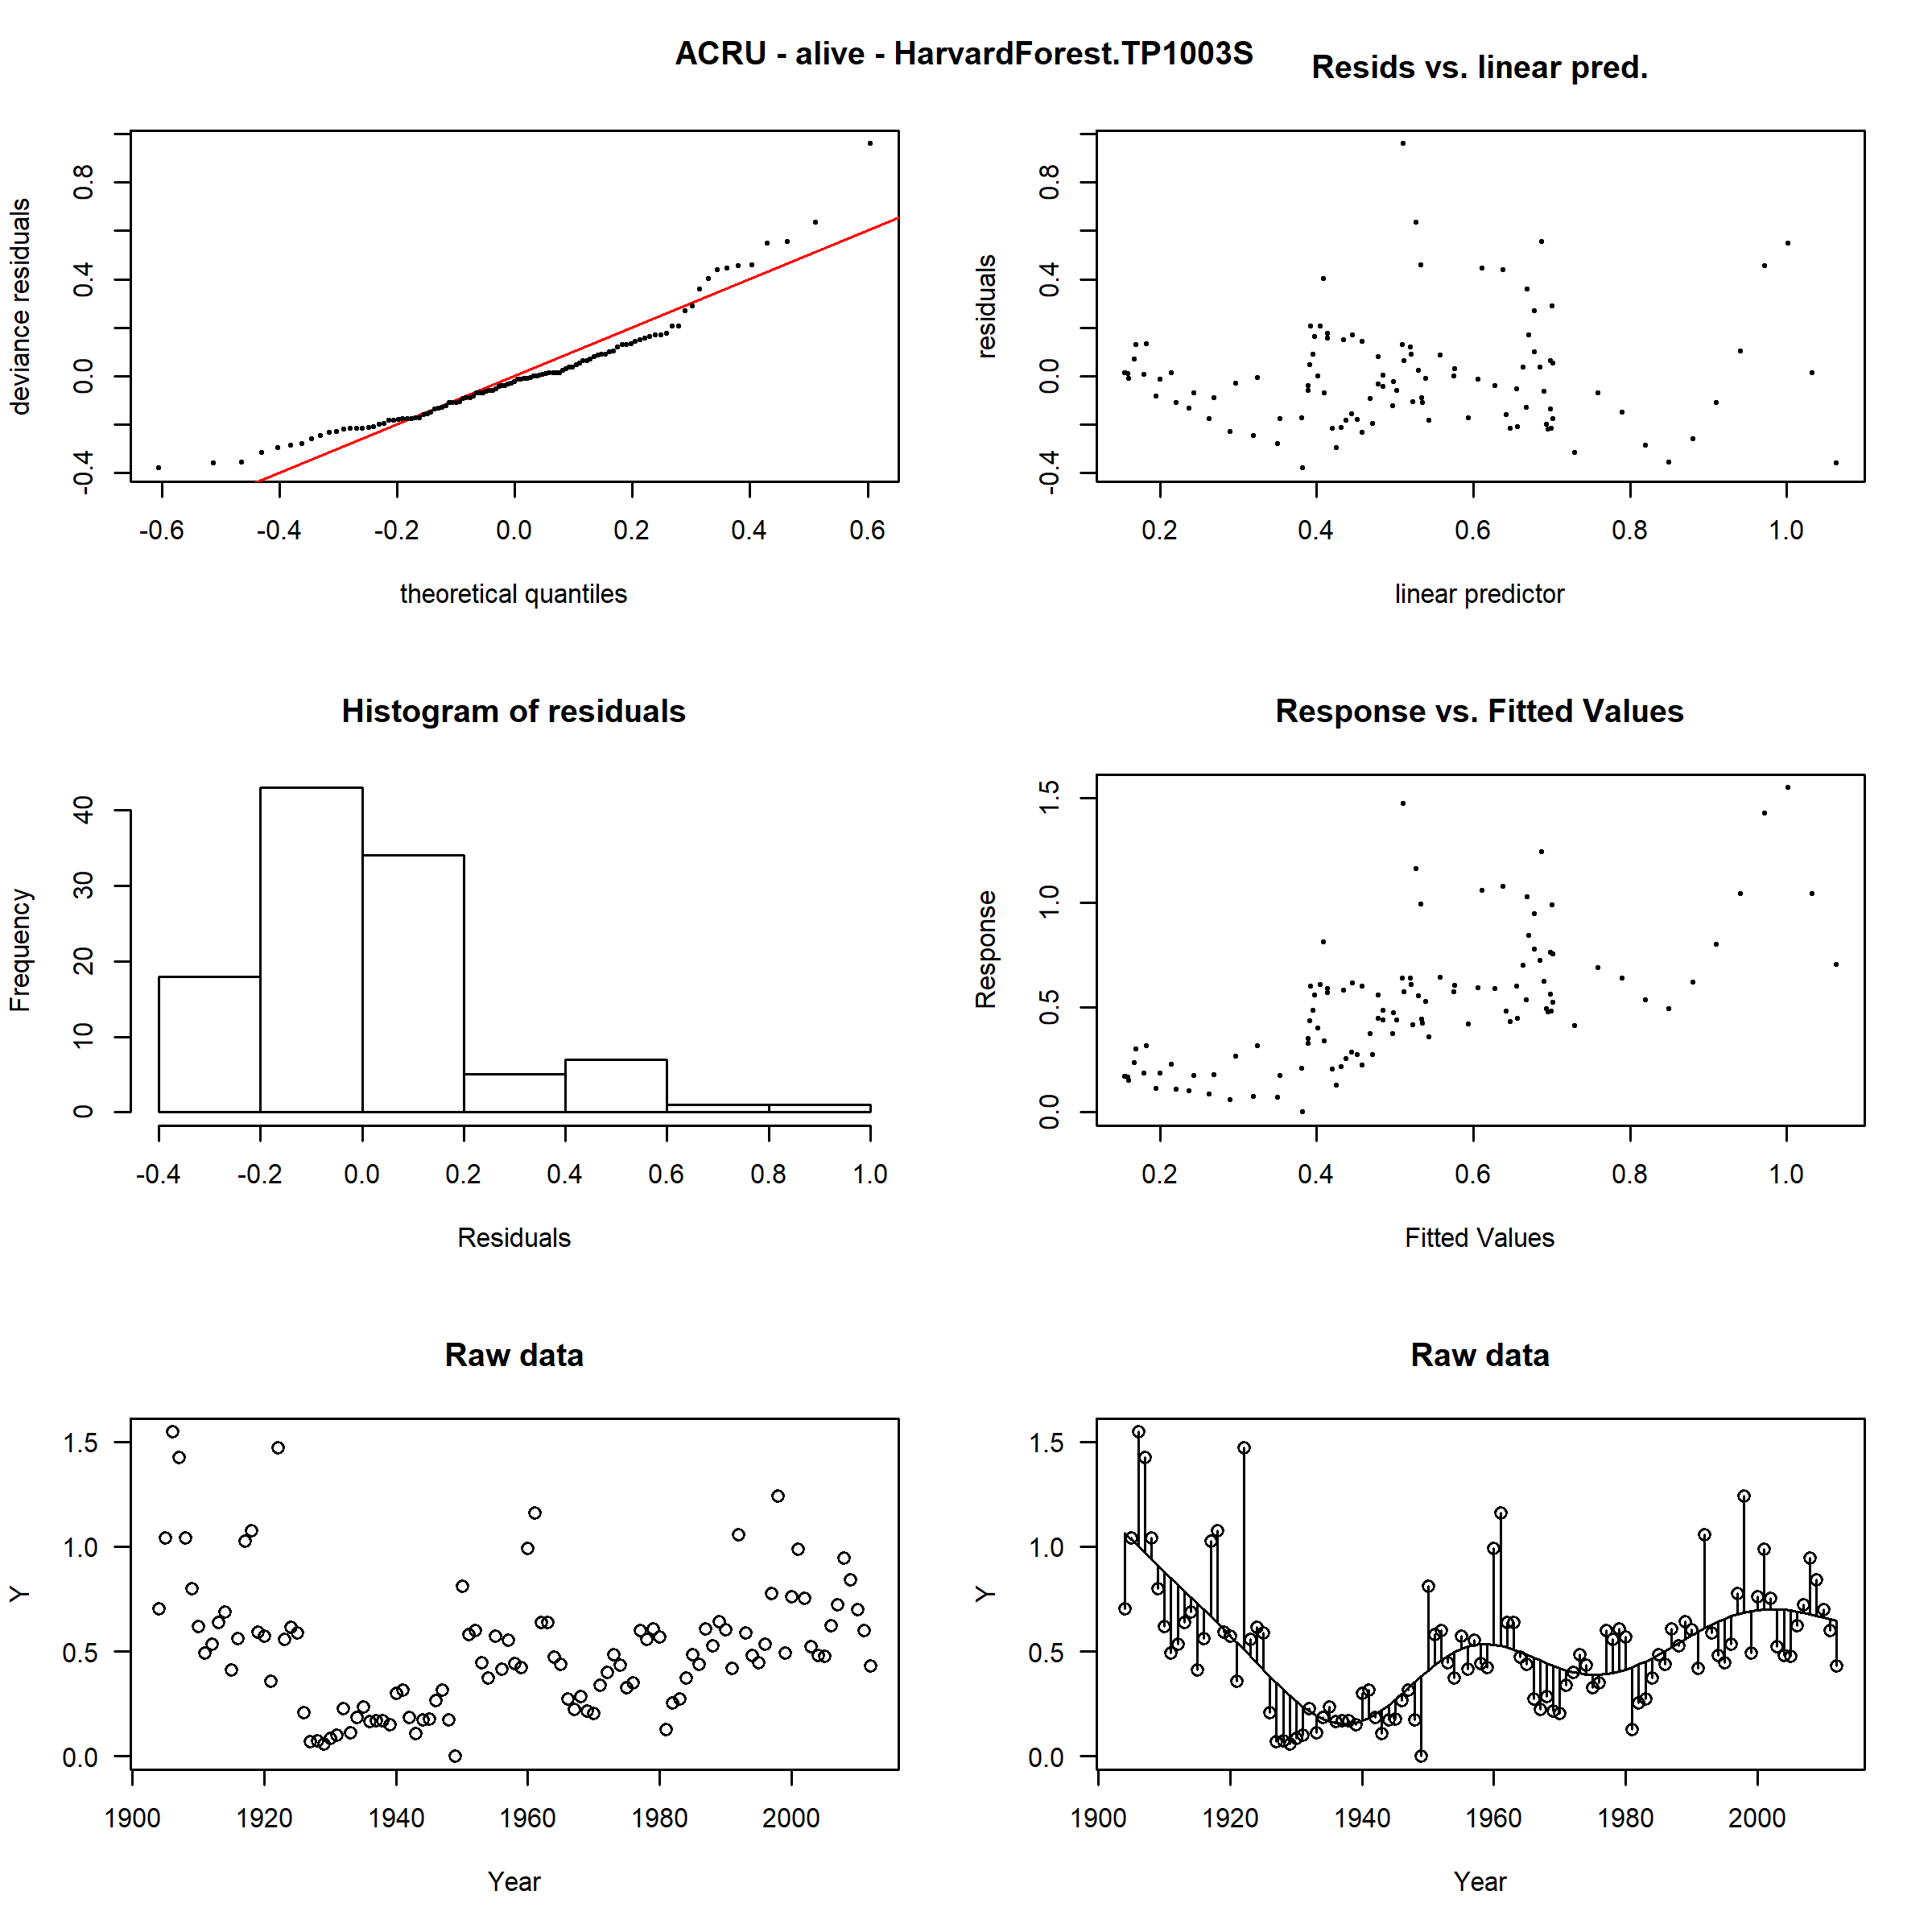 ACRU - alive - HarvardForest.TP1003S
Resids vs. linear pred.
deviance residuals
-0.4 0.0 0.4 0.8
-0.6 -0.4 -0.2 0.0 0.2 0.4 0.6
theoretical quantiles
residuals
-0.4 0.0 0.4 0.8
0.2 0.4 0.6 0.8 1.0
linear predictor
Histogram of residuals
Frequency
0 10 20 30 40
-0.4 -0.2 0.0 0.2 0.4 0.6 0.8 1.0
Residuals
Response vs. Fitted Values
Response
0.0 0.5 1.0 1.5
0.2 0.4 0.6 0.8 1.0
Fitted Values
Raw data
Y
1.5
1.0
0.5
0.0
1900 1920 1940 1960 1980 2000
Year
Raw data
Y
1.5
1.0
0.5
0.0
1900 1920 1940 1960 1980 2000
Year